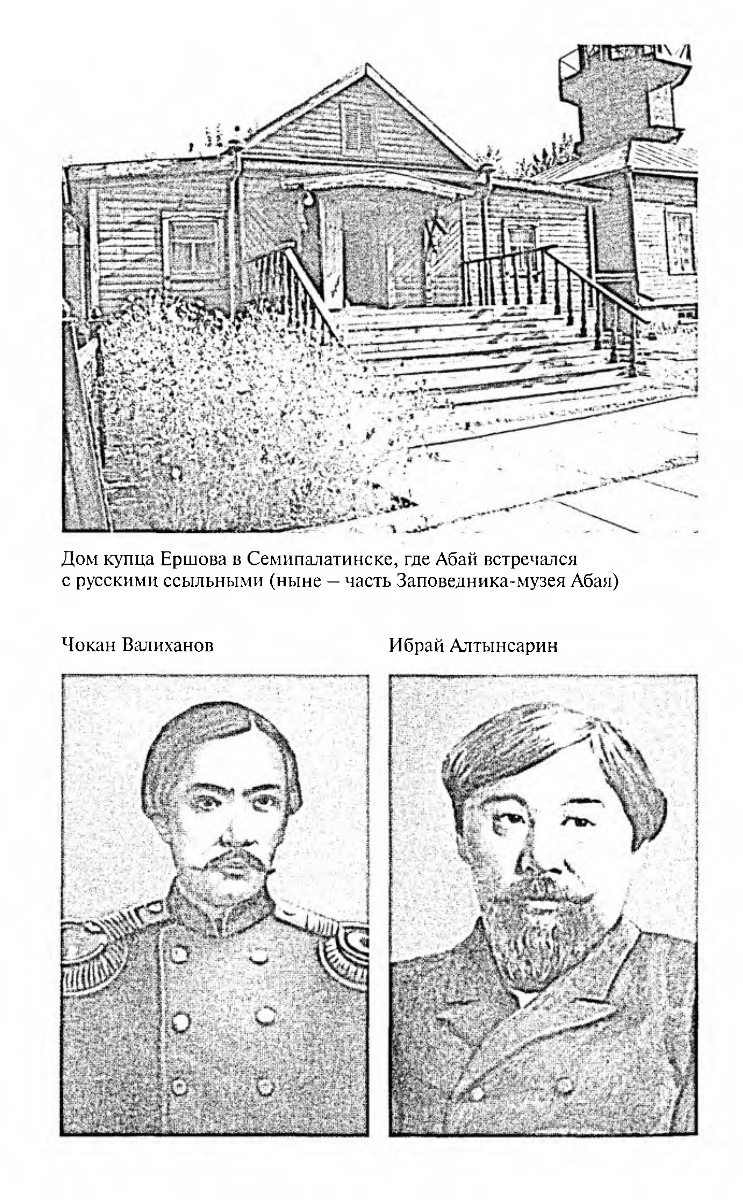 Дом купца Ершова в Семипалатинске, где Абай встречался
с русскими ссыльными (ныне — часть Заповедника-музея Абая)
Чокан Валиханов
Ибрай Алтынсарин